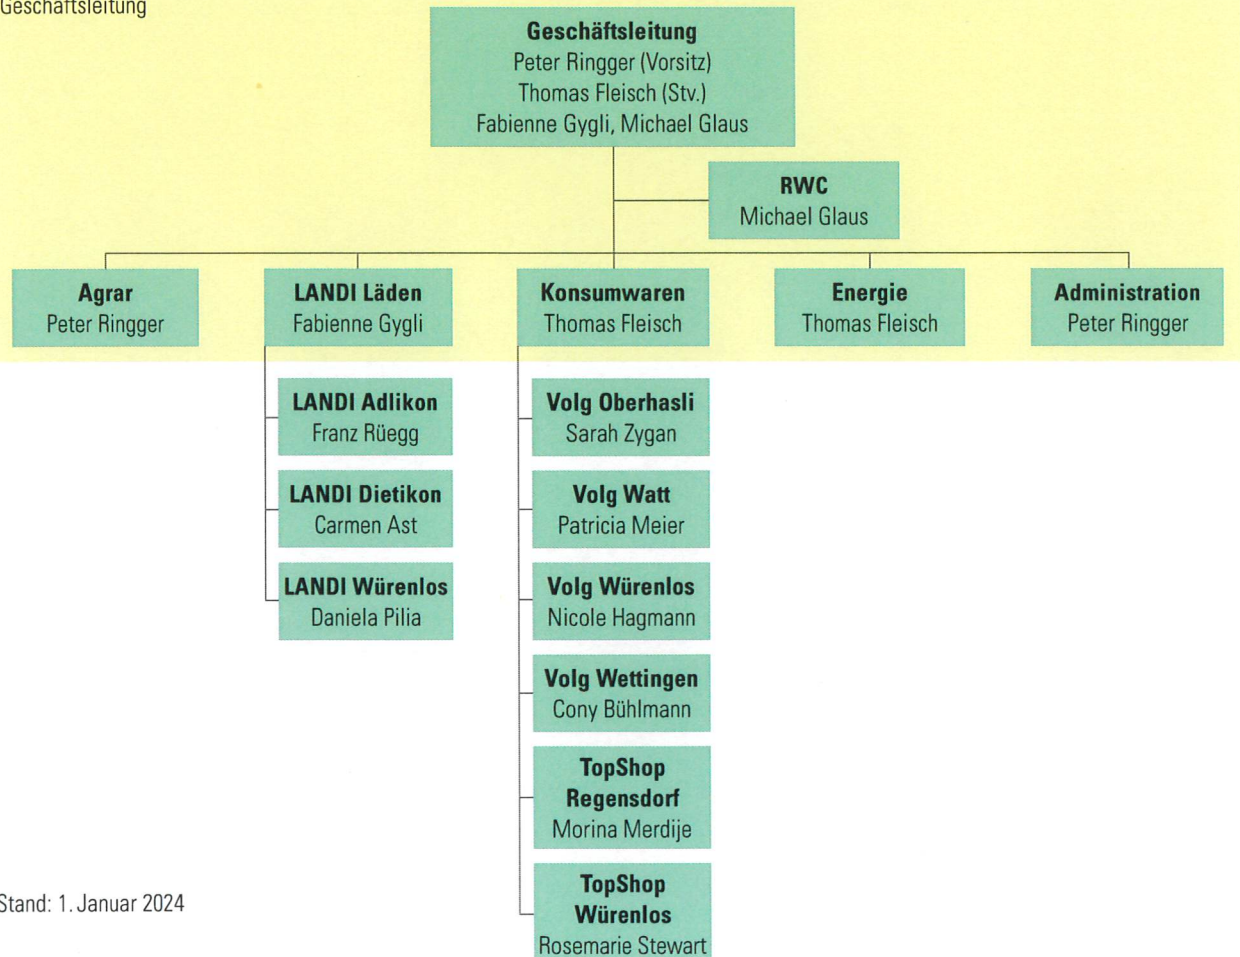 Geschäftsleitung
Geschäftsleitung
Peter Ringger (Vorsitz)
Thomas Fleisch (Stv.)
Fabienne Gygli, Michael Glaus
RWC
Michael Glaus
Agrar
Peter Ringger
LANDI Läden
Fabienne Gygli
Konsumwaren
Thomas Fleisch
Energie
Thomas Fleisch
Administration
Peter Ringger
LANDI Adlikon
Franz Rüegg
LANDI Dietikon
Carmen Ast
LANDI Würenlos
Daniela Pilia
Volg Oberhasli
Sarah Zygan
Volg Watt
Patricia Meier
Volg Würenlos
Nicole Hagmann
Volg Wettingen
Cony Bühlmann
TopShop
Regensdorf
Morina Merdije
TopShop
Würenlos
Rosemarie Stewart
Stand: 1. Januar 2024